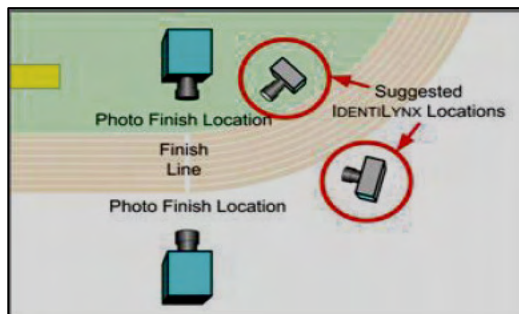 Suggested
IDENTILYNX Locations
Photo Finish Location
Finish
Line
Photo Finish Location